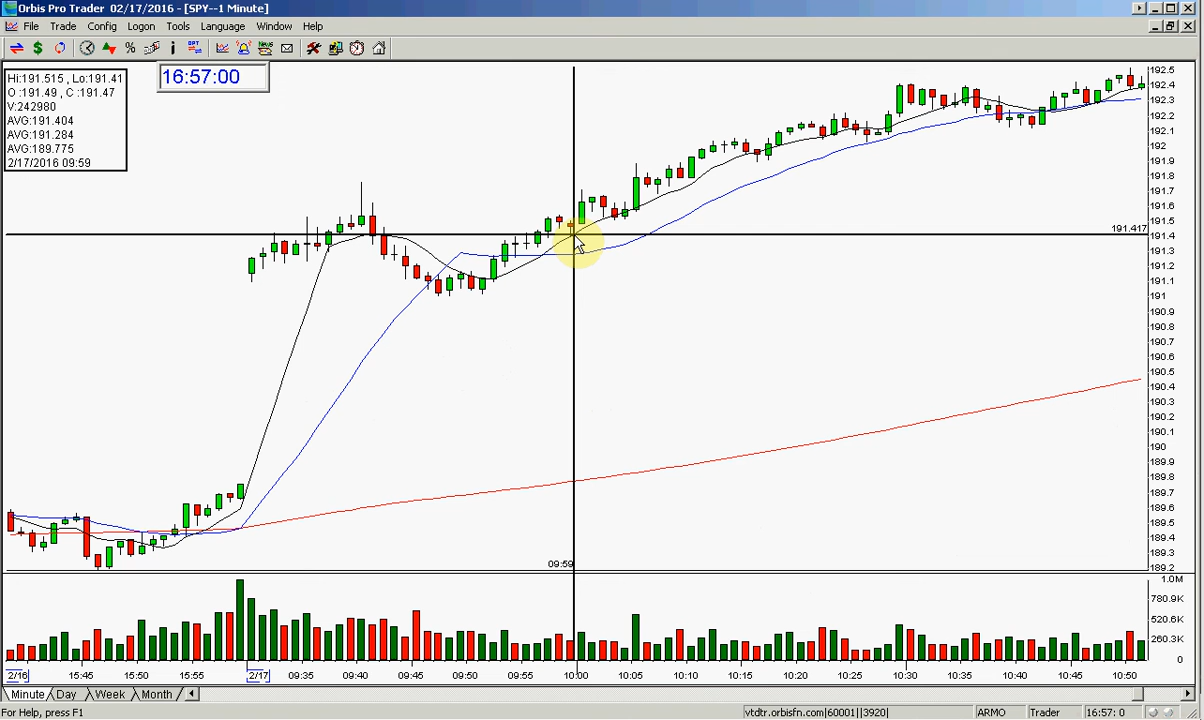 Orbis Pro Trader 02/17/2016 - [SPY--1 Minute]
File Trade Config Logon Tools Language Window Help
OPT
News
16:57:00
Hi:191.515 , Lo:191.41
O :191.49 , C :191.47
V:242980
AVG:191.404
AVG:191.284
AVG:189.775
2/17/2016 09:59
192.5
192.4
192.3
192.2
192.1
192
191.9
191.8
191.7
191.6
191.5
191.417
191.4
191.3
191.2
191.1
191
190.9
190.8
190.7
190.6
190.5
190.4
190.3
190.2
190.1
190
189.9
189.8
189.7
189.6
189.5
189.4
189.3
189.2
09:59
1.0M
780.9K
520.6K
260.3K
0
2/16 15:45 15:50 15:55 2/17 09:35 09:40 09:45 09:50 09:55 10:00 10:05 10:10 10:15 10:20 10:25 10:30 10:35 10:40 10:45 10:50
Minute Day Week Month
For Help, press F1
vtdtr.orbisfn.com|60001||3920| ARMO Trader 16:57: 0